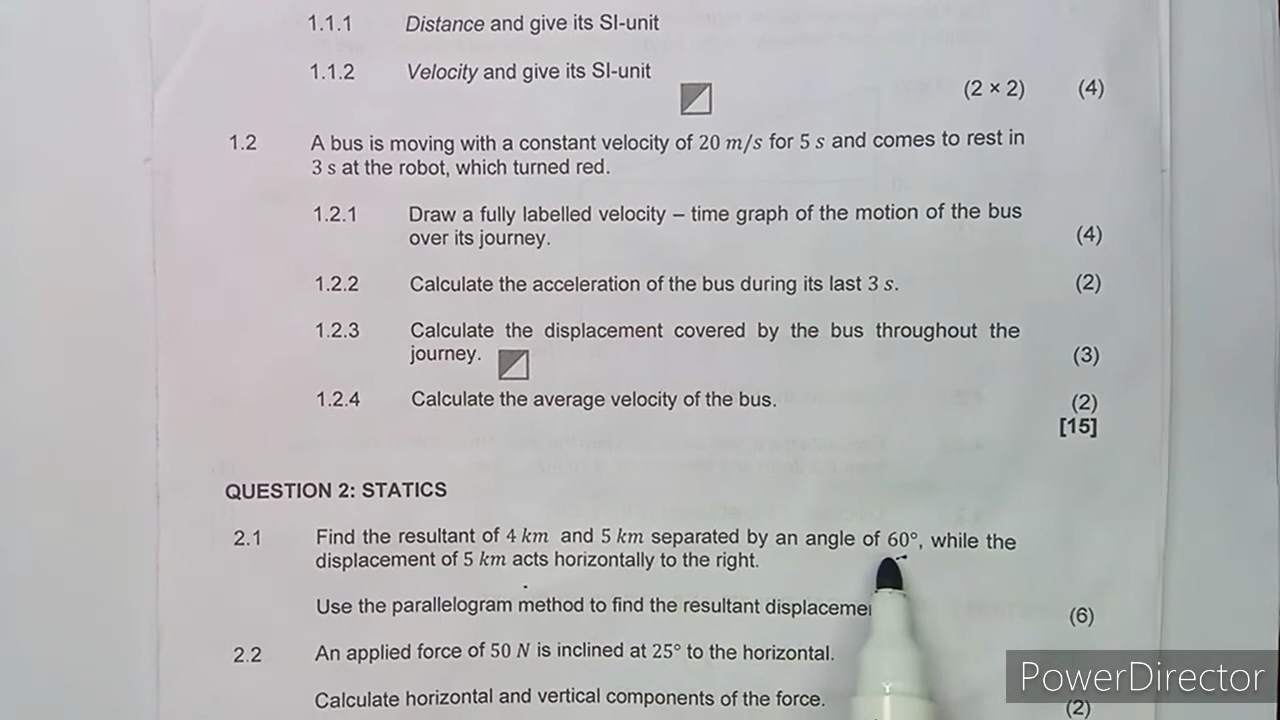 1.1.1 Distance and give its SI-unit
1.1.2 Velocity and give its SI-unit
(2 × 2) (4)
1.2 A bus is moving with a constant velocity of 20 m/s for 5 s and comes to rest in
3 s at the robot, which turned red.
1.2.1 Draw a fully labelled velocity – time graph of the motion of the bus
over its journey. (4)
1.2.2 Calculate the acceleration of the bus during its last 3 s. (2)
1.2.3 Calculate the displacement covered by the bus throughout the
journey. (3)
1.2.4 Calculate the average velocity of the bus. (2)
[15]
QUESTION 2: STATICS
2.1 Find the resultant of 4 km and 5 km separated by an angle of 60°, while the
displacement of 5 km acts horizontally to the right.
Use the parallelogram method to find the resultant (6)
2.2 An applied force of 50 N is inclined at 25° to the horizontal.
Calculate horizontal and vertical components of the force. (2)
PowerDirector